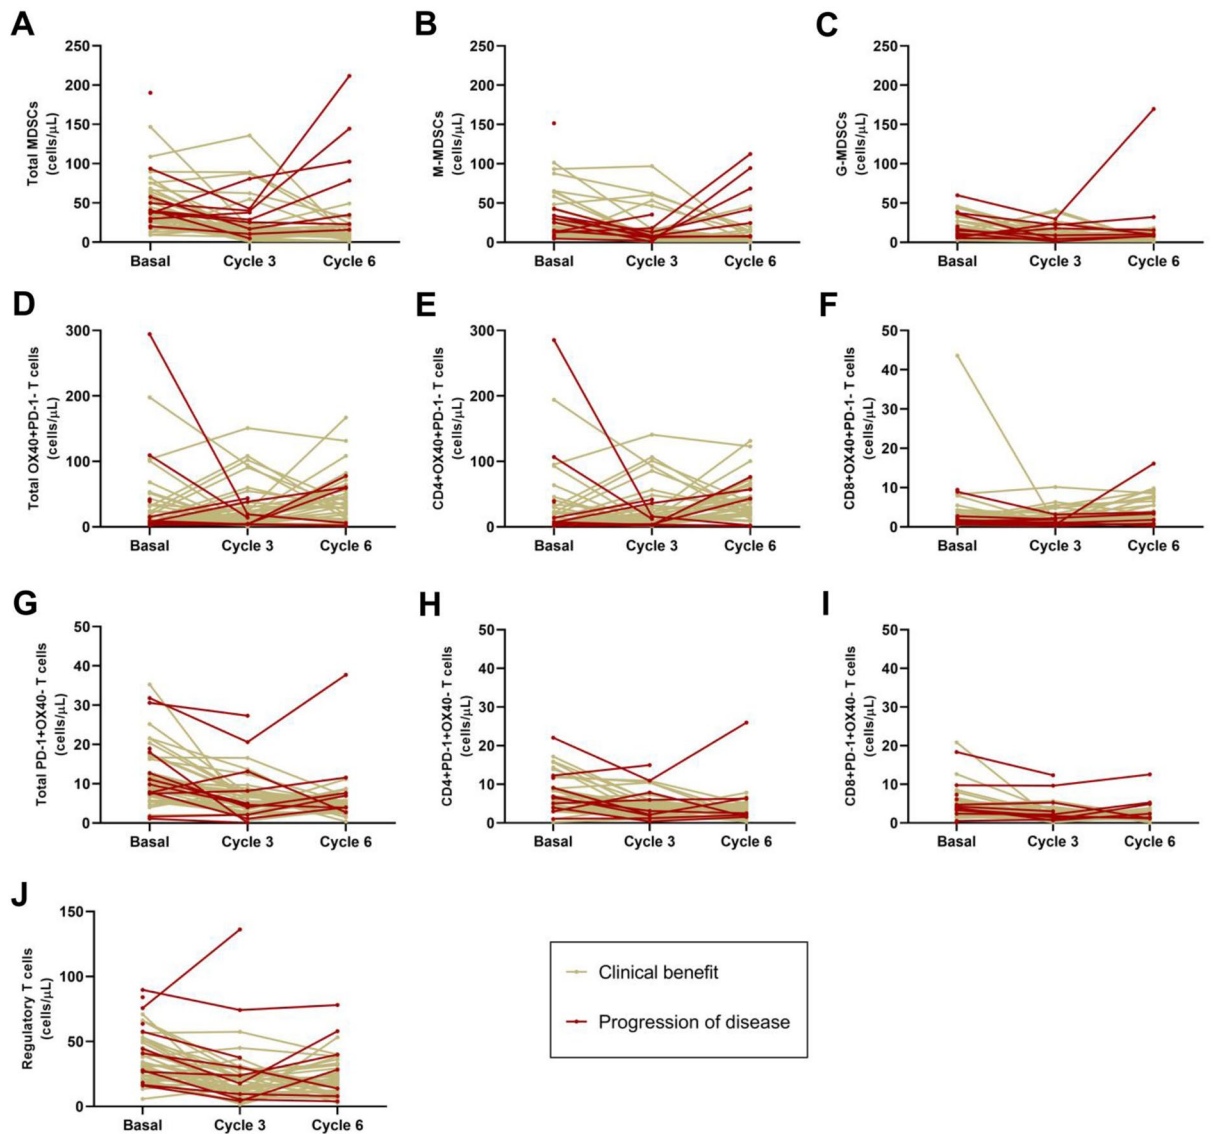 A
Total MDSCs
(cells/μL)
250
200
150
100
50
0
Basal
Cycle 3
Cycle 6
B
M-MDSCs
(cells/μL)
250
200
150
100
50
0
Basal
Cycle 3
Cycle 6
C
G-MDSCs
(cells/μL)
250
200
150
100
50
0
Basal
Cycle 3
Cycle 6
D
Total OX40+PD-1- T cells
(cells/μL)
300
200
100
0
Basal
Cycle 3
Cycle 6
E
CD4+OX40+PD-1- T cells
(cells/μL)
300
200
100
0
Basal
Cycle 3
Cycle 6
F
CD8+OX40+PD-1- T cells
(cells/μL)
50
40
30
20
10
0
Basal
Cycle 3
Cycle 6
G
Total PD-1+OX40- T cells
(cells/μL)
50
40
30
20
10
0
Basal
Cycle 3
Cycle 6
H
CD4+PD-1+OX40- T cells
(cells/μL)
50
40
30
20
10
0
Basal
Cycle 3
Cycle 6
I
CD8+PD-1+OX40- T cells
(cells/μL)
50
40
30
20
10
0
Basal
Cycle 3
Cycle 6
J
Regulatory T cells
(cells/μL)
150
100
50
0
Basal
Cycle 3
Cycle 6
Clinical benefit
Progression of disease